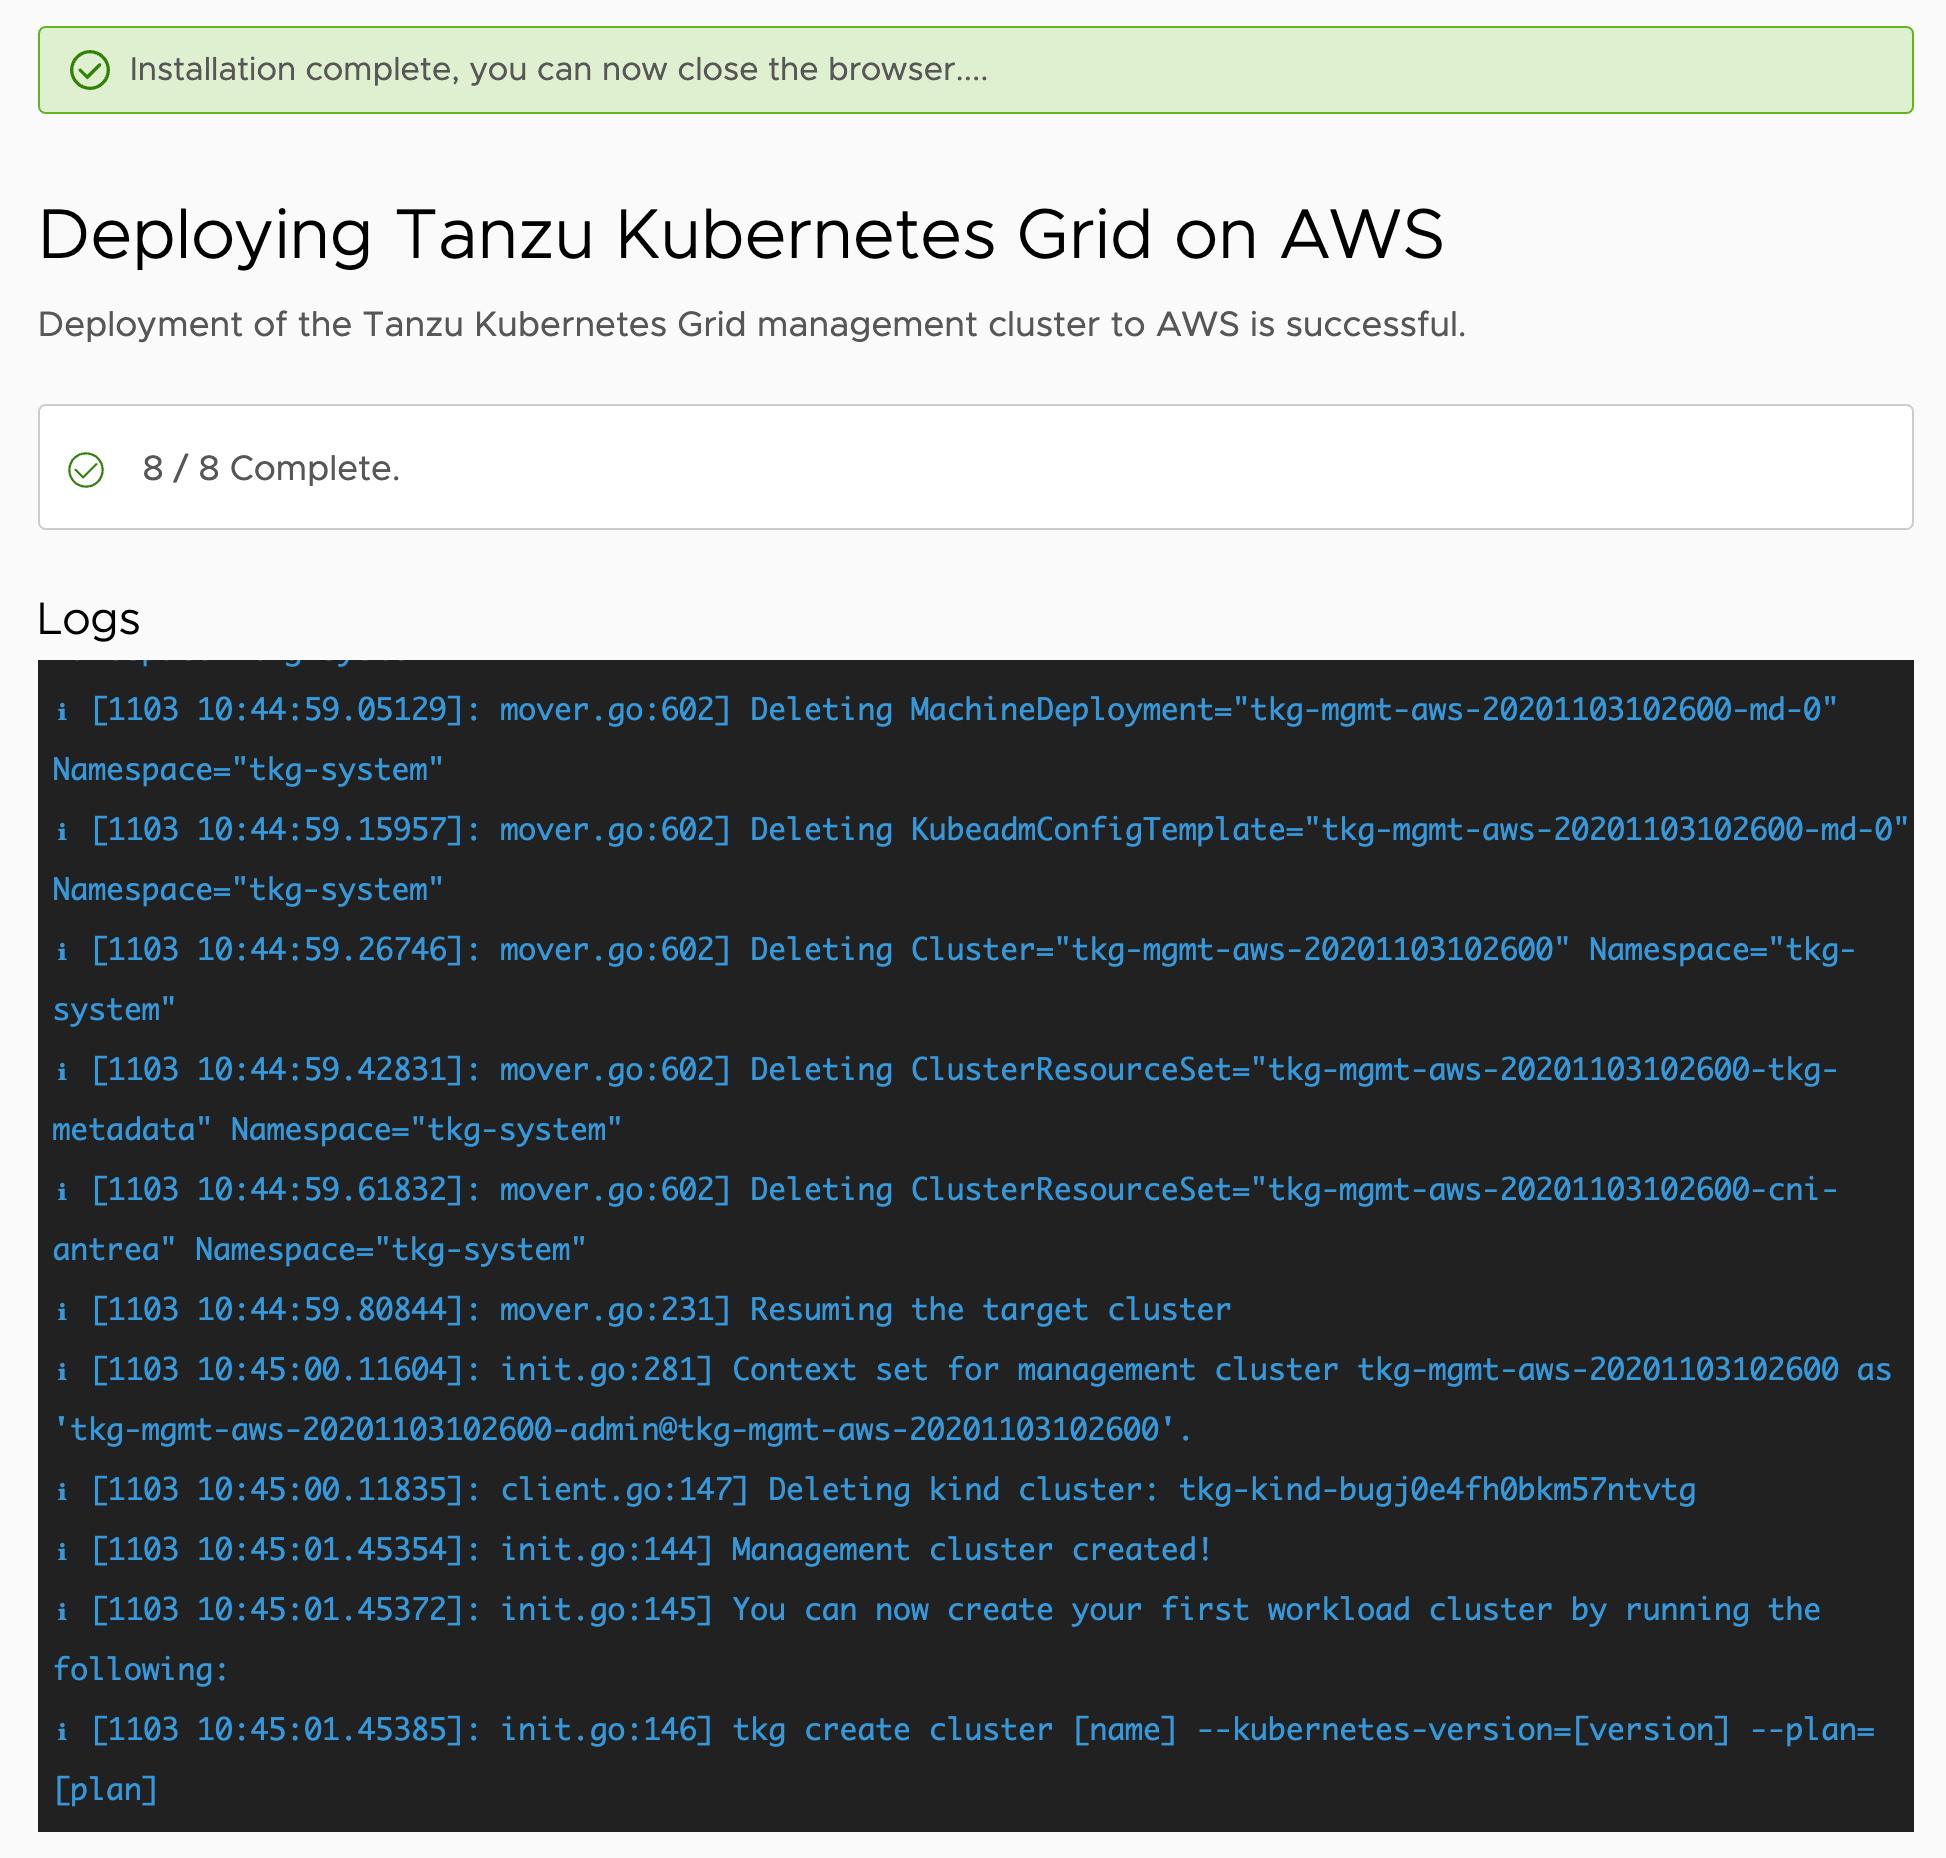 Installation complete, you can now close the browser....
Deploying Tanzu Kubernetes Grid on AWS
Deployment of the Tanzu Kubernetes Grid management cluster to AWS is successful.
8 / 8 Complete.
Logs
ℹ [1103 10:44:59.05129]: mover.go:602] Deleting MachineDeployment="tkg-mgmt-aws-20201103102600-md-0"
Namespace="tkg-system"
ℹ [1103 10:44:59.15957]: mover.go:602] Deleting KubeadmConfigTemplate="tkg-mgmt-aws-20201103102600-md-0"
Namespace="tkg-system"
ℹ [1103 10:44:59.26746]: mover.go:602] Deleting Cluster="tkg-mgmt-aws-20201103102600" Namespace="tkg-
system"
ℹ [1103 10:44:59.42831]: mover.go:602] Deleting ClusterResourceSet="tkg-mgmt-aws-20201103102600-tkg-
metadata" Namespace="tkg-system"
ℹ [1103 10:44:59.61832]: mover.go:602] Deleting ClusterResourceSet="tkg-mgmt-aws-20201103102600-cni-
antrea" Namespace="tkg-system"
ℹ [1103 10:44:59.80844]: mover.go:231] Resuming the target cluster
ℹ [1103 10:45:00.11604]: init.go:281] Context set for management cluster tkg-mgmt-aws-20201103102600 as
'tkg-mgmt-aws-20201103102600-admin@tkg-mgmt-aws-20201103102600'.
ℹ [1103 10:45:00.11835]: client.go:147] Deleting kind cluster: tkg-kind-bugj0e4fh0bkm57ntvtg
ℹ [1103 10:45:01.45354]: init.go:144] Management cluster created!
ℹ [1103 10:45:01.45372]: init.go:145] You can now create your first workload cluster by running the
following:
ℹ [1103 10:45:01.45385]: init.go:146] tkg create cluster [name] --kubernetes-version=[version] --plan=
[plan]